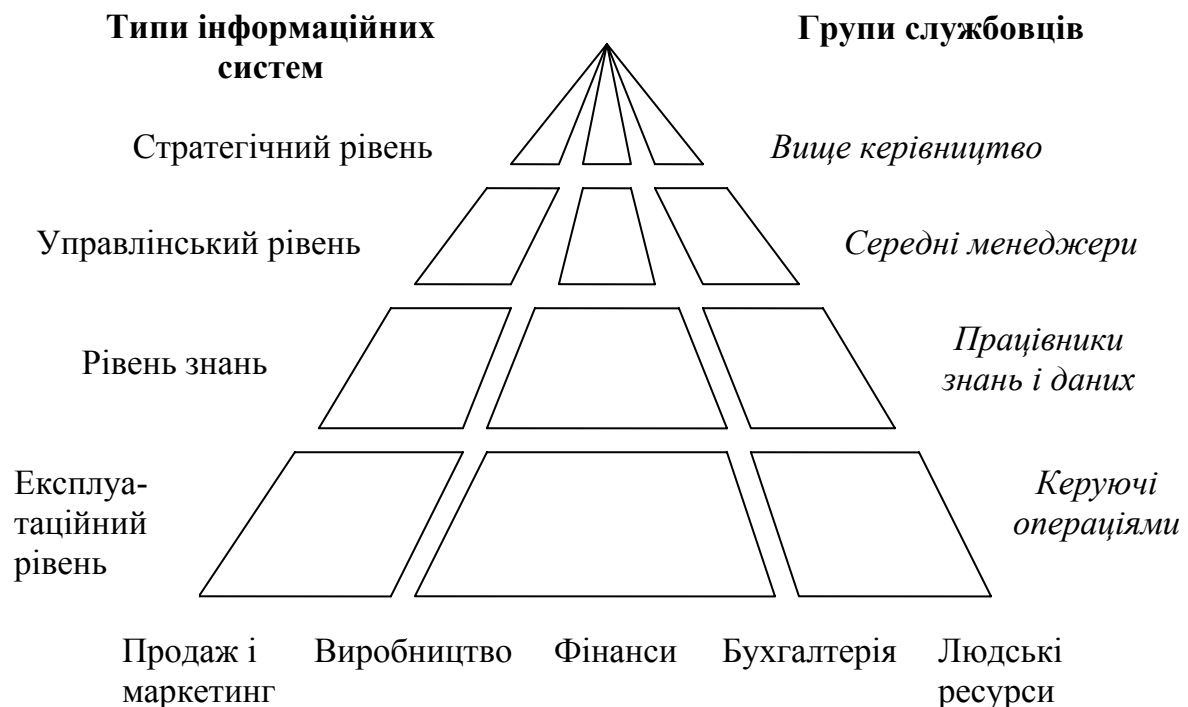 Типи інформаційних
систем
Групи службовців
Стратегічний рівень
Вище керівництво
Управлінський рівень
Середні менеджери
Рівень знань
Працівники
знань і даних
Експлуа-
таційний
рівень
Керуючі
операціями
Продаж і
маркетинг
Виробництво
Фінанси
Бухгалтерія
Людські
ресурси